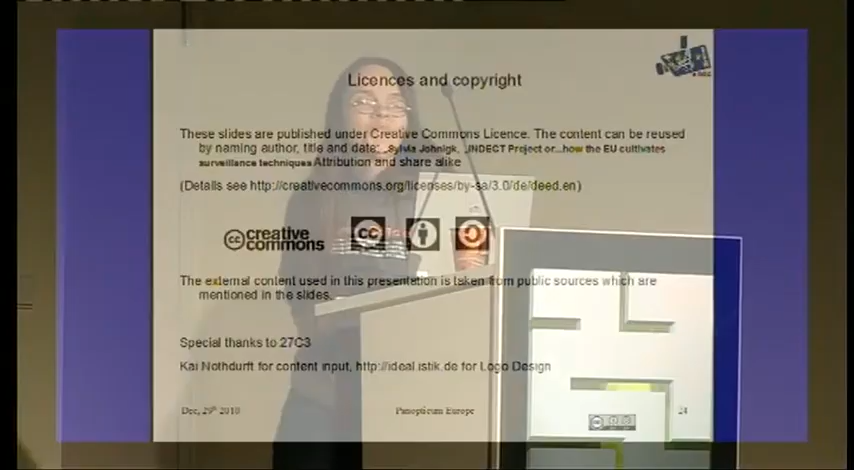 Licences and copyright
These slides are published under Creative Commons Licence. The content can be reused
by naming author, title and date: „Sylvia Johnigk, „INDECT Project or...how the EU cultivates
surveillance techniques Attribution and share alike
(Details see http://creativecommons.org/licenses/by-sa/3.0/de/deed.en)
cc creative
commons
cc
The external content used in this presentation is taken from public sources which are
mentioned in the slides.
Special thanks to 27C3
Kai Nothdurft for content input, http://ideal.istik.de for Logo Design
Dec, 29th 2010 Panopticum Europe 24